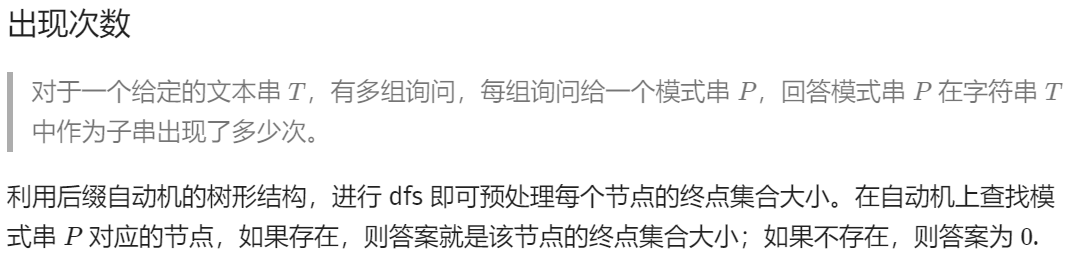 出现次数
对于一个给定的文本串 T，有多组询问，每组询问给一个模式串 P，回答模式串 P 在字符串 T
中作为子串出现了多少次。
利用后缀自动机的树形结构，进行 dfs 即可预处理每个节点的终点集合大小。在自动机上查找模
式串 P 对应的节点，如果存在，则答案就是该节点的终点集合大小；如果不存在，则答案为 0.